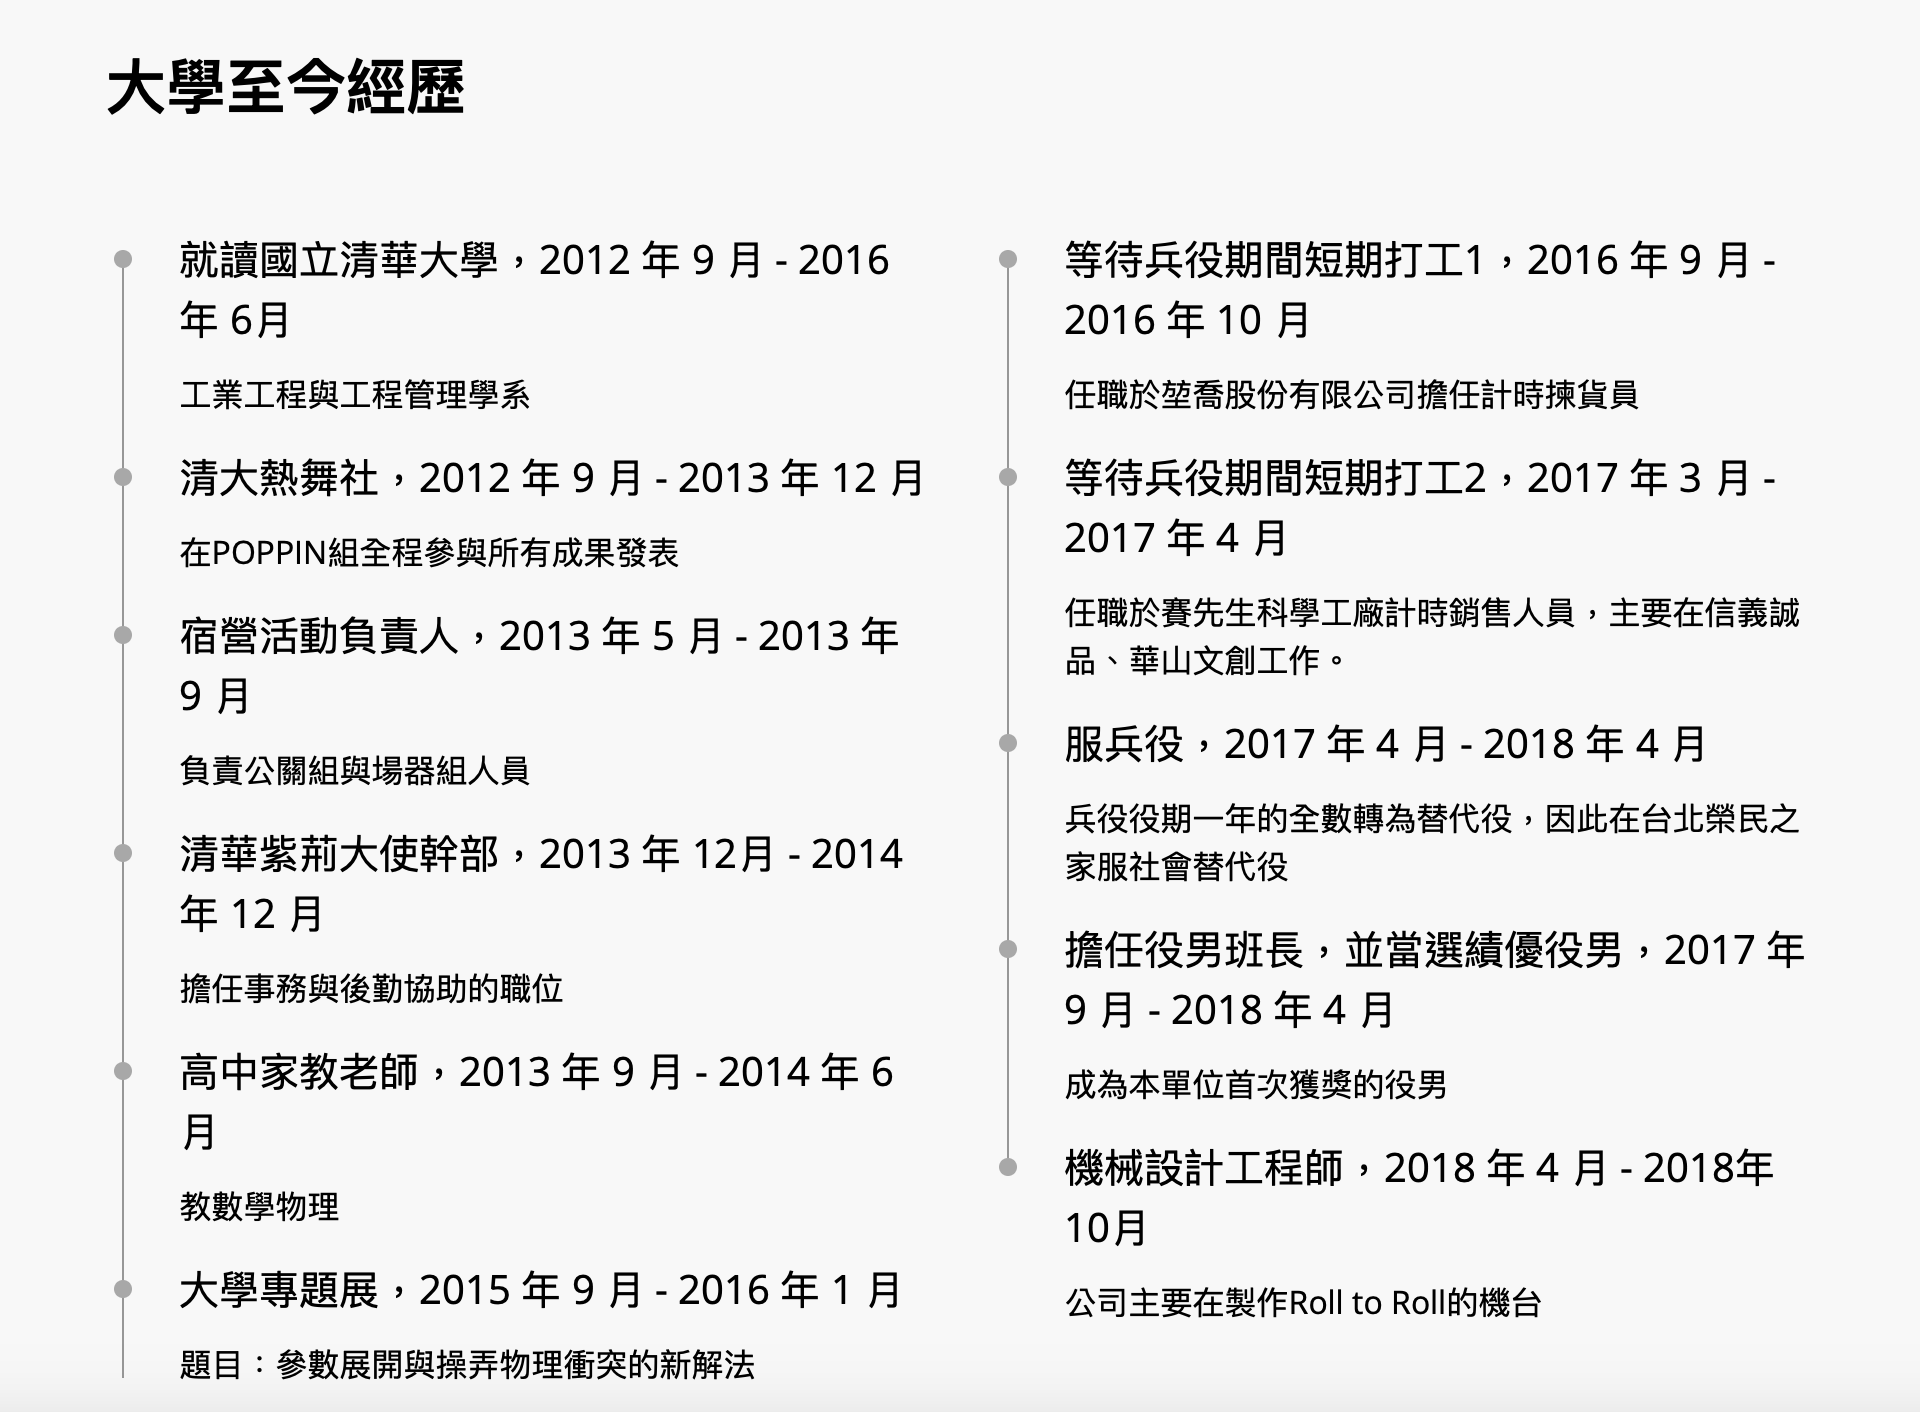 大學至今經歷
就讀國立清華大學，2012 年 9 月 - 2016
年 6月
工業工程與工程管理學系
清大熱舞社，2012 年 9 月 - 2013 年 12 月
在POPPIN組全程參與所有成果發表
宿營活動負責人，2013 年 5 月 - 2013 年
9 月
負責公關組與場器組人員
清華紫荊大使幹部，2013 年 12月 - 2014
年 12 月
擔任事務與後勤協助的職位
高中家教老師，2013 年 9 月 - 2014 年 6
月
教數學物理
大學專題展，2015 年 9 月 - 2016 年 1 月
題目：參數展開與操弄物理衝突的新解法
等待兵役期間短期打工1，2016 年 9 月 -
2016 年 10 月
任職於堃喬股份有限公司擔任計時揀貨員
等待兵役期間短期打工2，2017 年 3 月 -
2017 年 4 月
任職於賽先生科學工廠計時銷售人員，主要在信義誠
品、華山文創工作。
服兵役，2017 年 4 月 - 2018 年 4 月
兵役役期一年的全數轉為替代役，因此在台北榮民之
家服社會替代役
擔任役男班長，並當選績優役男，2017 年
9 月 - 2018 年 4 月
成為本單位首次獲獎的役男
機械設計工程師，2018 年 4 月 - 2018年
10月
公司主要在製作Roll to Roll的機台